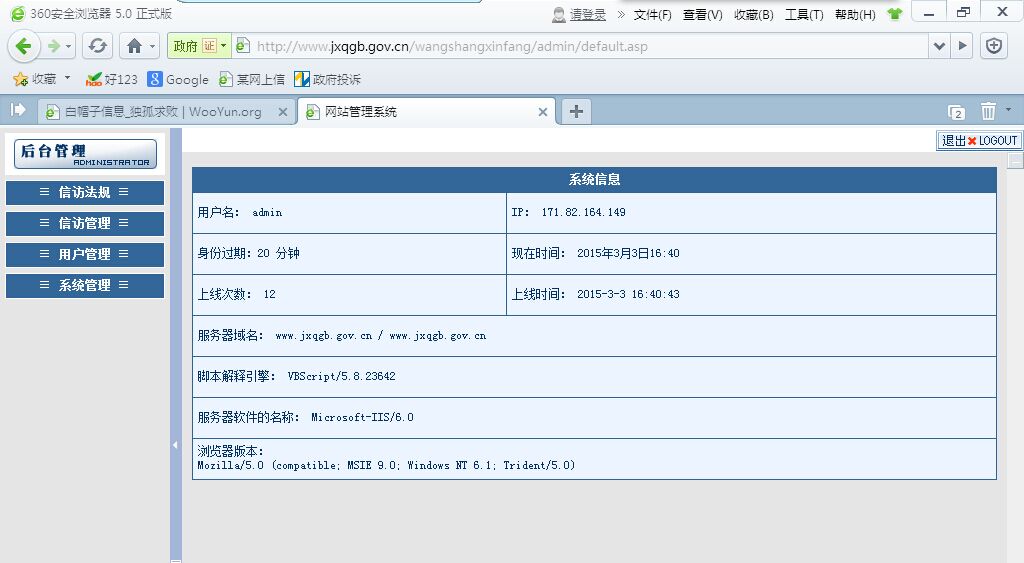 360安全浏览器 5.0 正式版
请登录 » 文件(F) 查看(V) 收藏(B) 工具(T) 帮助(H)
政府 证 http://www.jxqgb.gov.cn/wangshangxinfang/admin/default.asp
收藏 好123 Google 某网上信 政府投诉
白帽子信息_独孤求败 | WooYun.org 网站管理系统 2
后台管理
ADMINISTRATOR
退出 LOGOUT
信访法规
信访管理
用户管理
系统管理
系统信息
用户名: admin IP: 171.82.164.149
身份过期: 20 分钟 现在时间: 2015年3月3日16:40
上线次数: 12 上线时间: 2015-3-3 16:40:43
服务器域名: www.jxqgb.gov.cn / www.jxqgb.gov.cn
脚本解释引擎: VBScript/5.8.23642
服务器软件的名称: Microsoft-IIS/6.0
浏览器版本:
Mozilla/5.0 (compatible; MSIE 9.0; Windows NT 6.1; Trident/5.0)